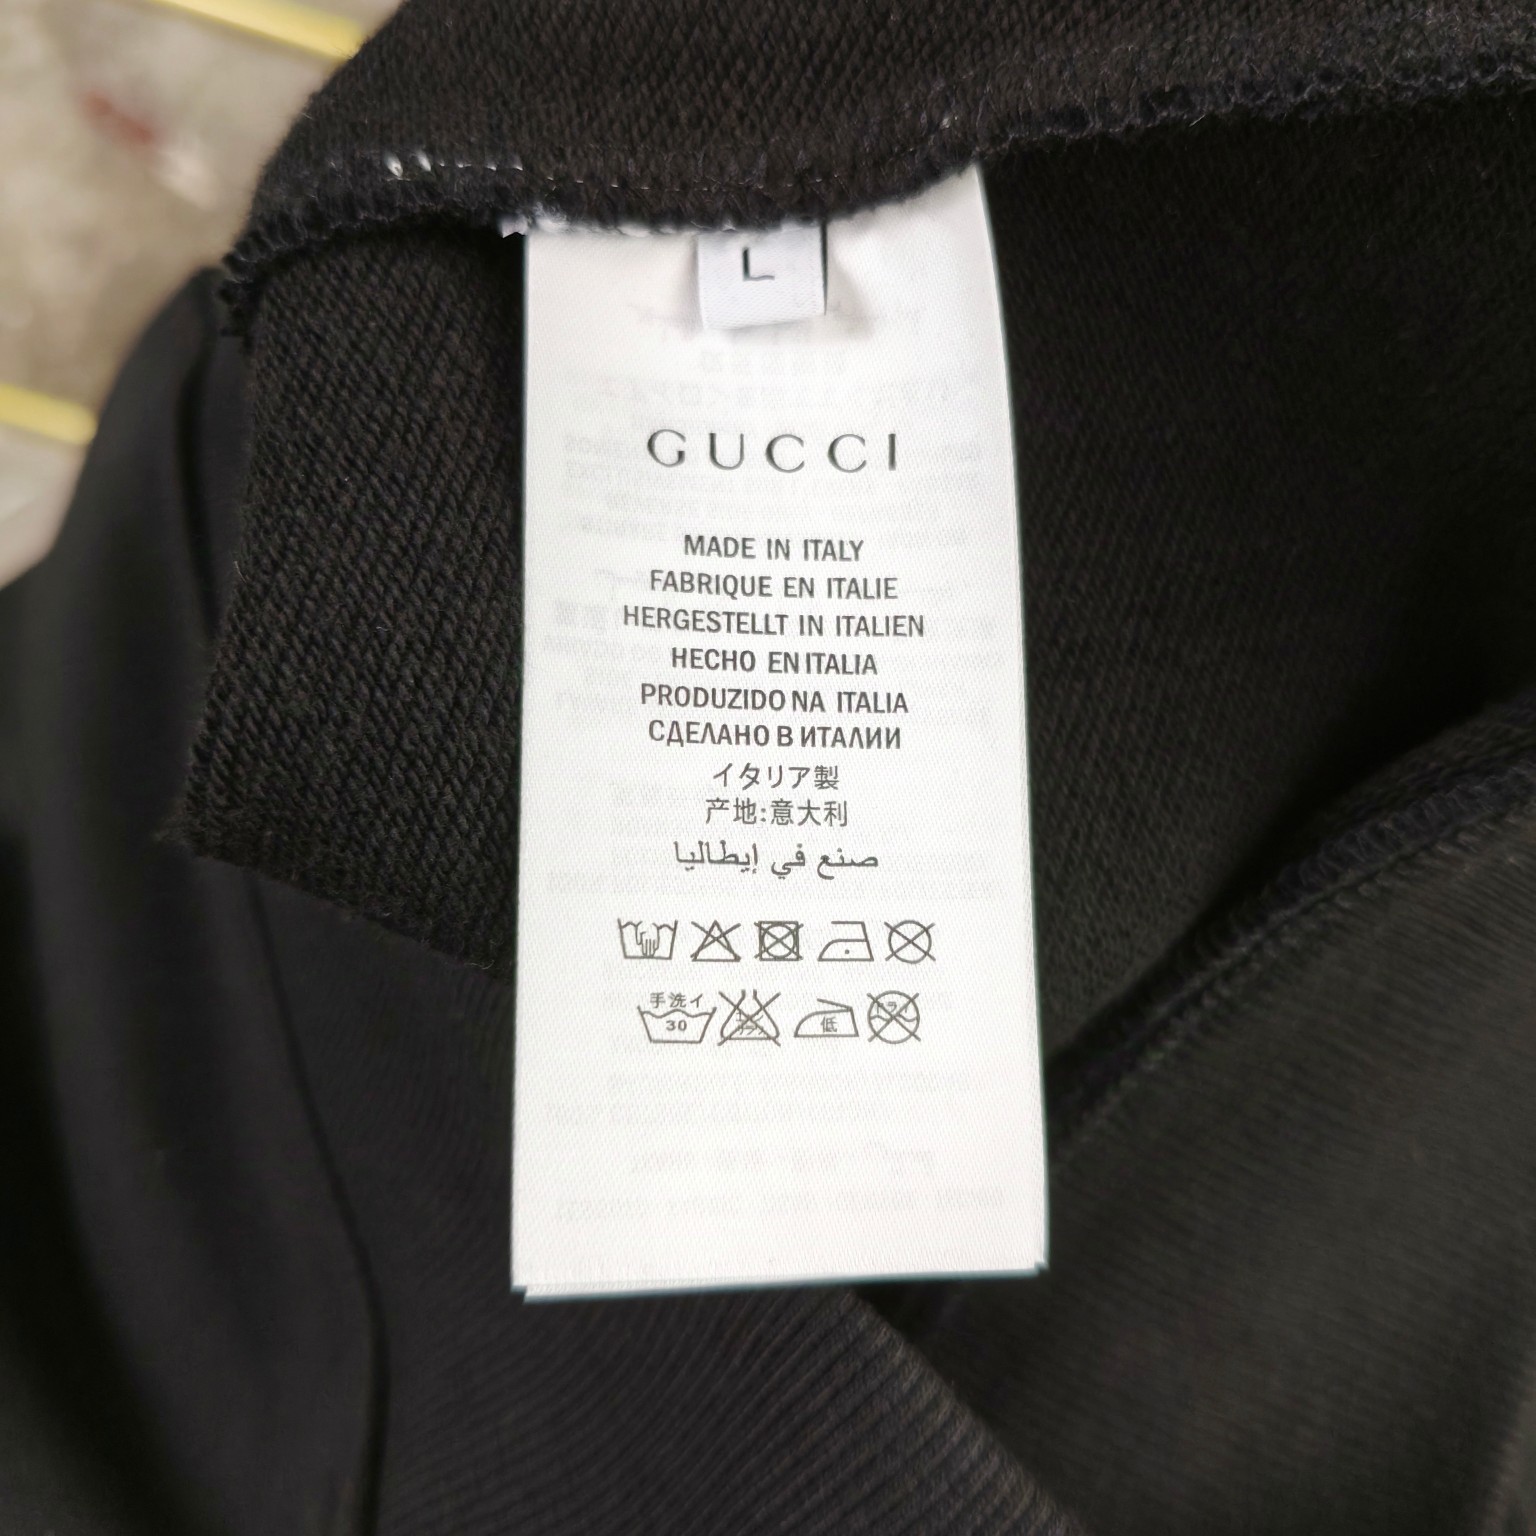 L
GUCCI
MADE IN ITALY
FABRIQUE EN ITALIE
HERGESTELLT IN ITALIEN
HECHO EN ITALIA
PRODUZIDO NA ITALIA
СДЕЛАНО В ИТАЛИИ
イタリア製
产地:意大利
صنع في إيطاليا
手洗イ
30 低